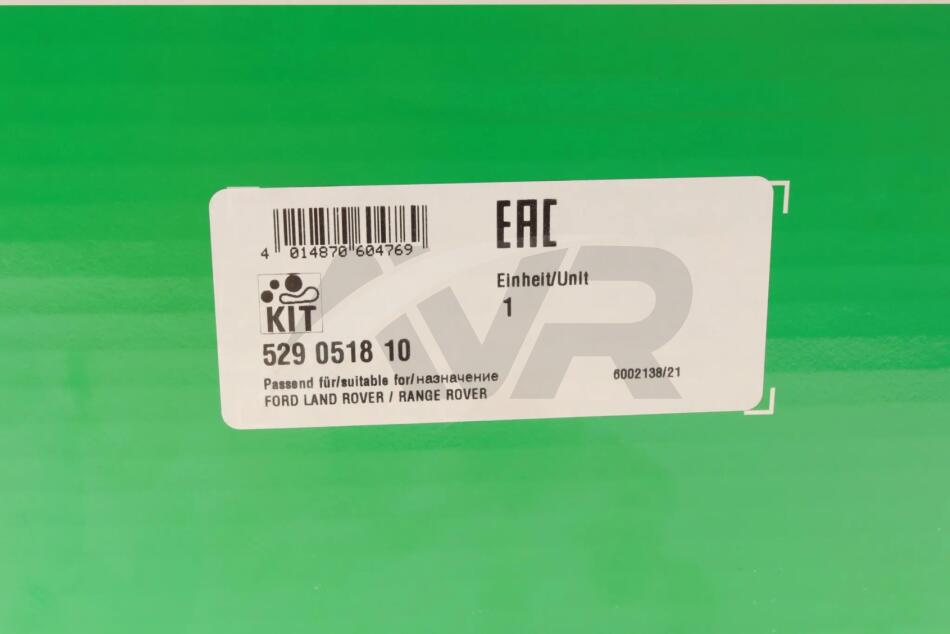 EAC
4 014870 604769
Einheit/Unit
1
KIT
529 0518 10
Passend für/suitable for/назначение
FORD LAND ROVER / RANGE ROVER
6002138/21
VR